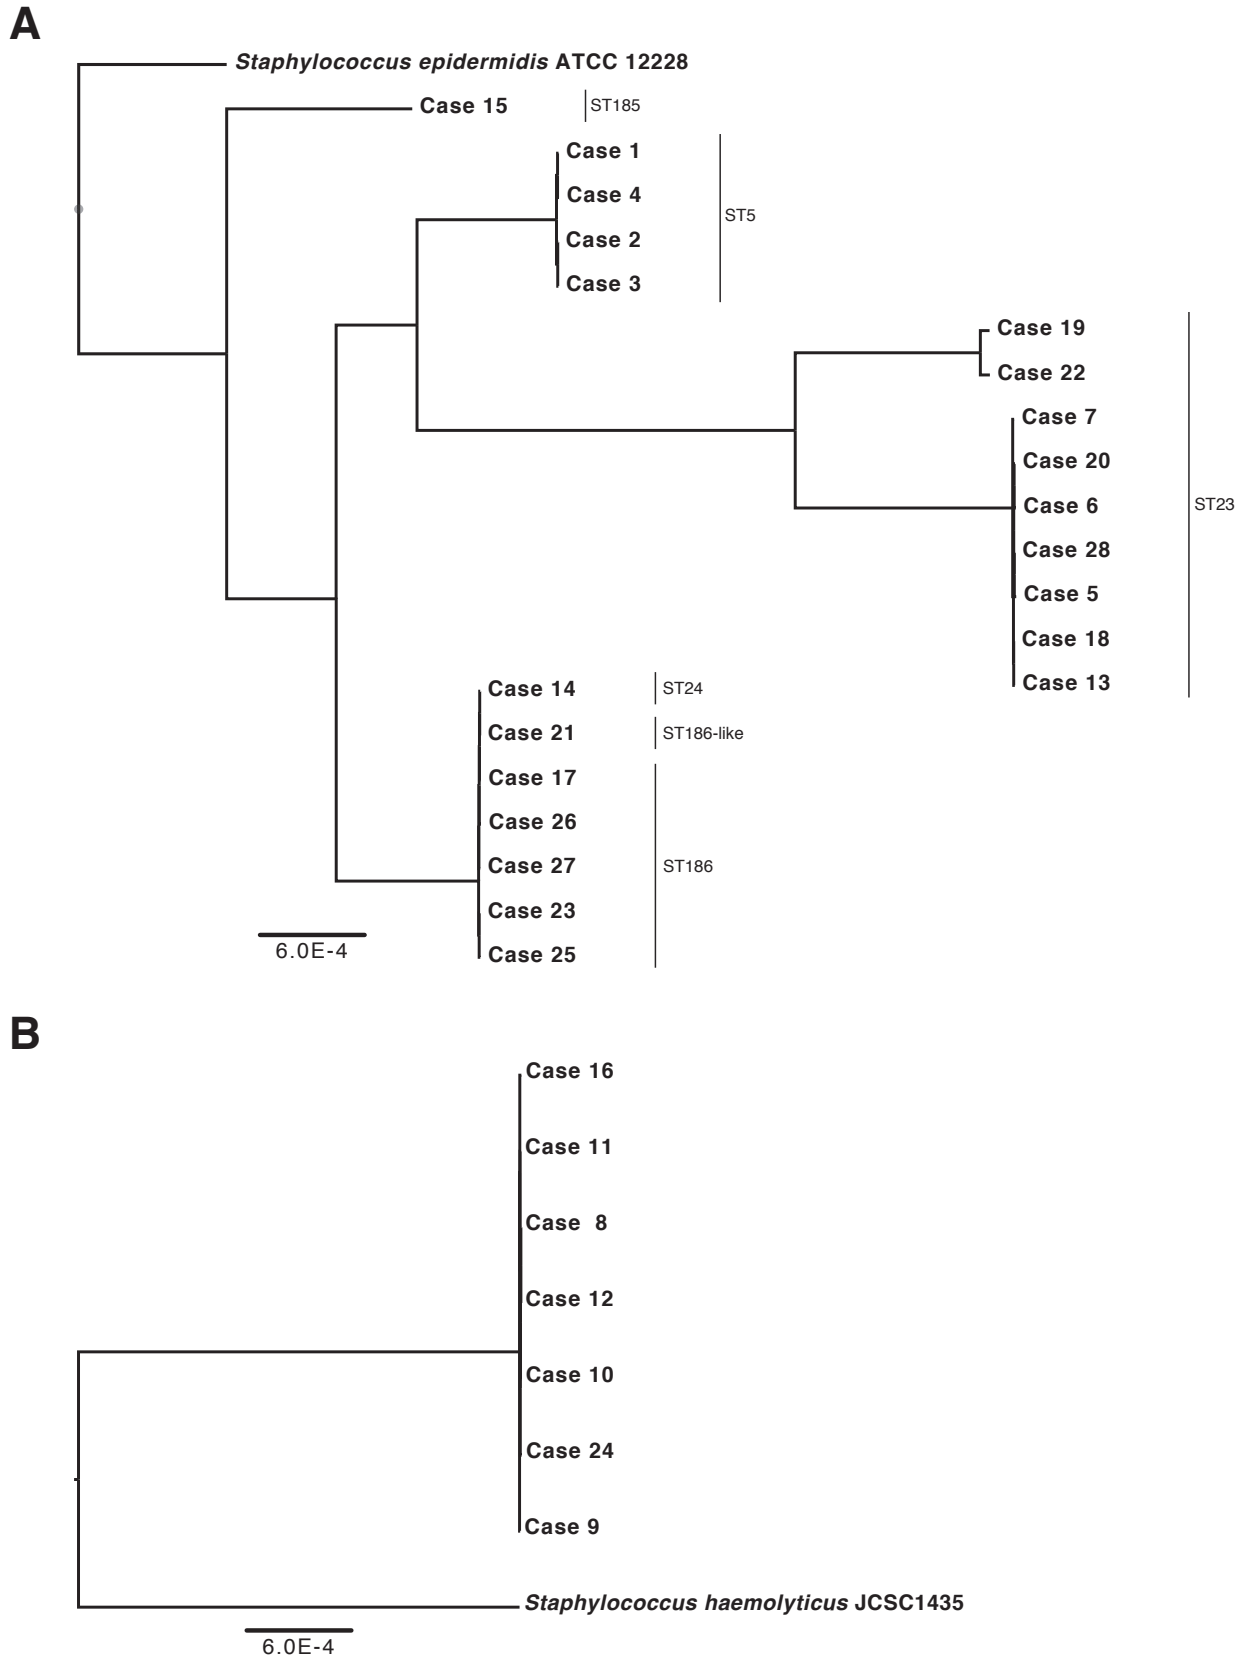 A
Staphylococcus epidermidis ATCC 12228
Case 15 ST185
Case 1
Case 4
ST5
Case 2
Case 3
Case 19
Case 22
Case 7
Case 20
Case 6 ST23
Case 28
Case 5
Case 18
Case 13
Case 14 ST24
Case 21 ST186-like
Case 17
Case 26
Case 27 ST186
Case 23
Case 25
6.0E-4
B
Case 16
Case 11
Case 8
Case 12
Case 10
Case 24
Case 9
Staphylococcus haemolyticus JCSC1435
6.0E-4